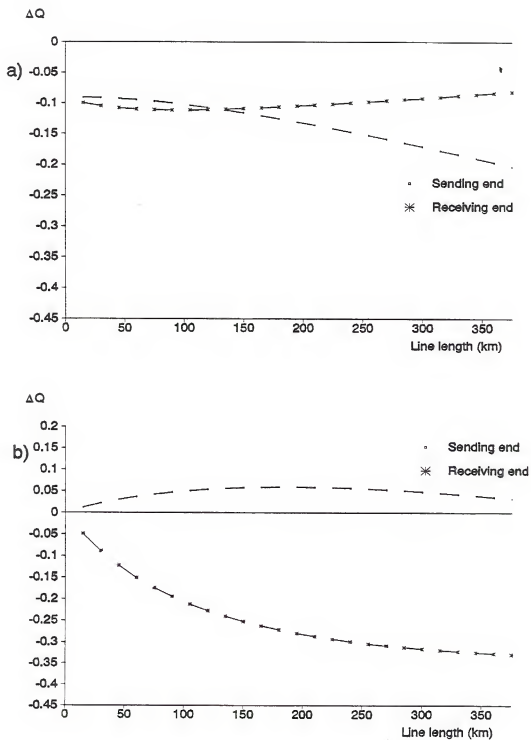 ΔQ
a)
0
-0.05
-0.1
-0.15
-0.2
-0.25
-0.3
-0.35
-0.4
-0.45
Sending end
Receiving end
0 50 100 150 200 250 300 350
Line length (km)
ΔQ
b)
0.2
0.15
0.1
0.05
0
-0.05
-0.1
-0.15
-0.2
-0.25
-0.3
-0.35
-0.4
-0.45
Sending end
Receiving end
0 50 100 150 200 250 300 350
Line length (km)